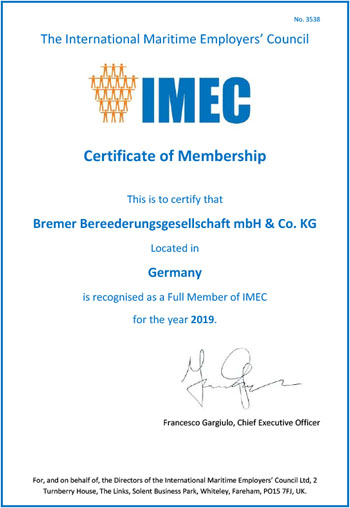 No. 3538
The International Maritime Employers' Council
IMEC
Certificate of Membership
This is to certify that
Bremer Bereederungsgesellschaft mbH & Co. KG
Located in
Germany
is recognised as a Full Member of IMEC
for the year 2019.
Francesco Gargiulo, Chief Executive Officer
For, and on behalf of, the Directors of the International Maritime Employers' Council Ltd, 2
Turnberry House, The Links, Solent Business Park, Whiteley, Fareham, PO15 7FJ, UK.